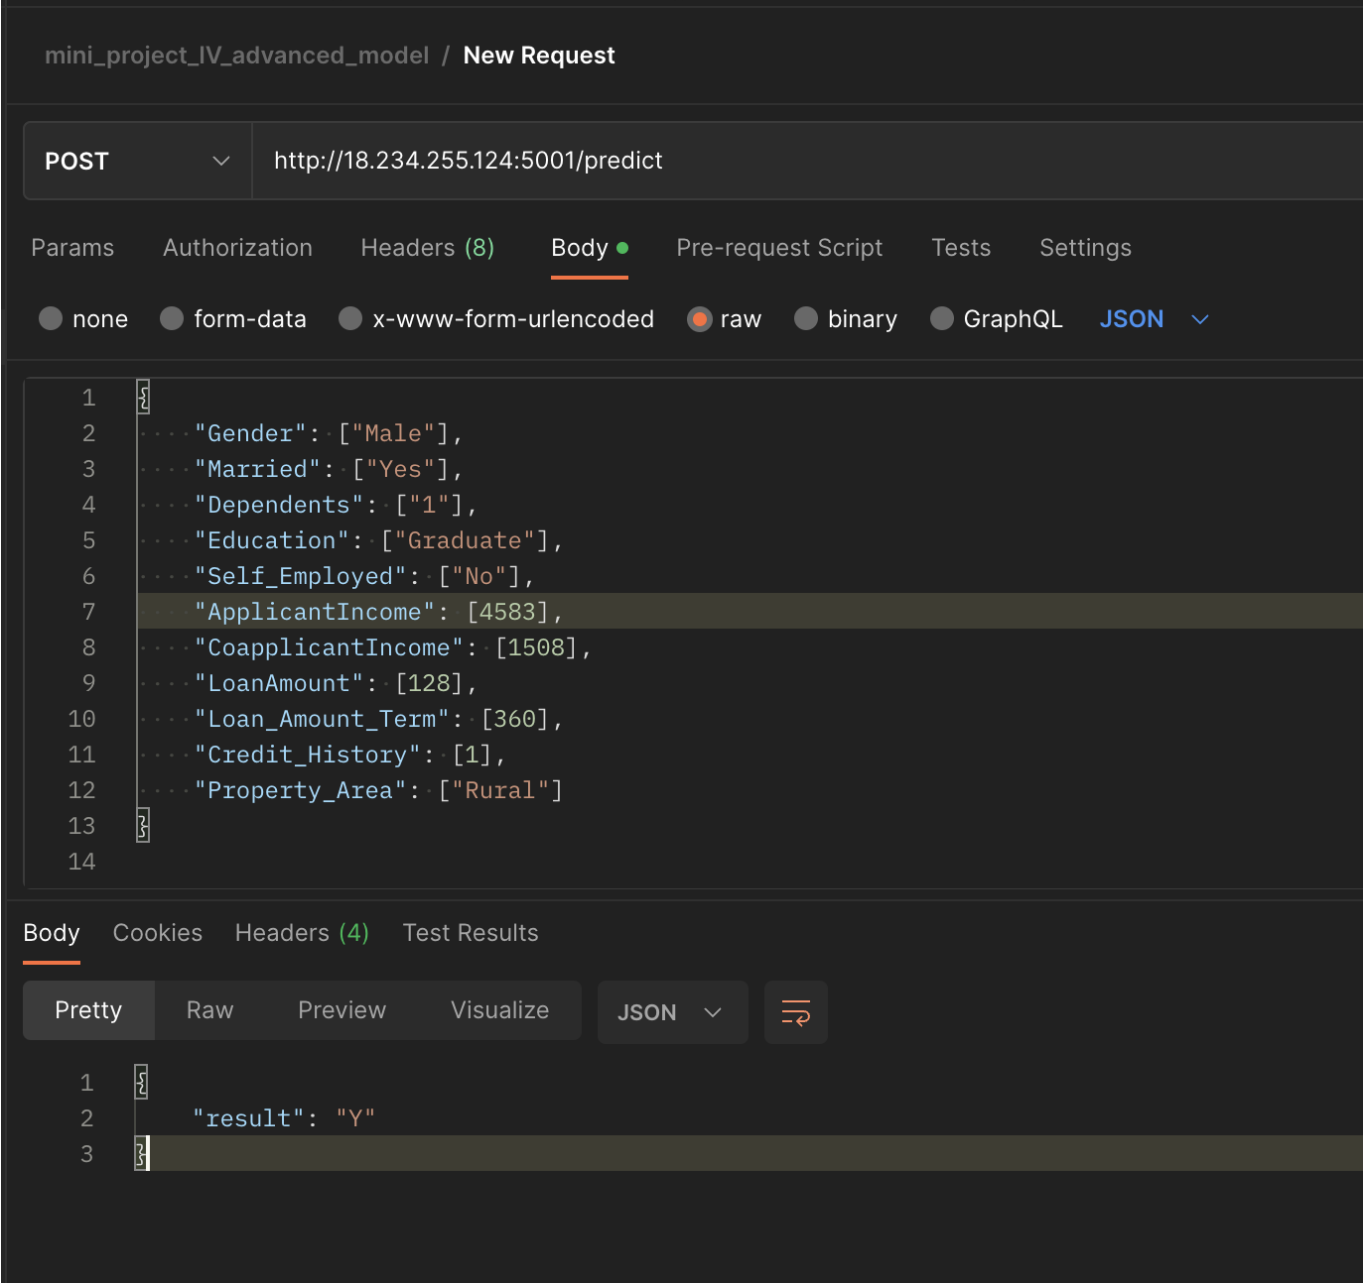 mini_project_IV_advanced_model / New Request
POST http://18.234.255.124:5001/predict
Params Authorization Headers (8) Body Pre-request Script Tests Settings
none form-data x-www-form-urlencoded raw binary GraphQL JSON
1 {
2 "Gender": ["Male"],
3 "Married": ["Yes"],
4 "Dependents": ["1"],
5 "Education": ["Graduate"],
6 "Self_Employed": ["No"],
7 "ApplicantIncome": [4583],
8 "CoapplicantIncome": [1508],
9 "LoanAmount": [128],
10 "Loan_Amount_Term": [360],
11 "Credit_History": [1],
12 "Property_Area": ["Rural"]
13 }
14
Body Cookies Headers (4) Test Results
Pretty Raw Preview Visualize JSON
1 {
2 "result": "Y"
3 }